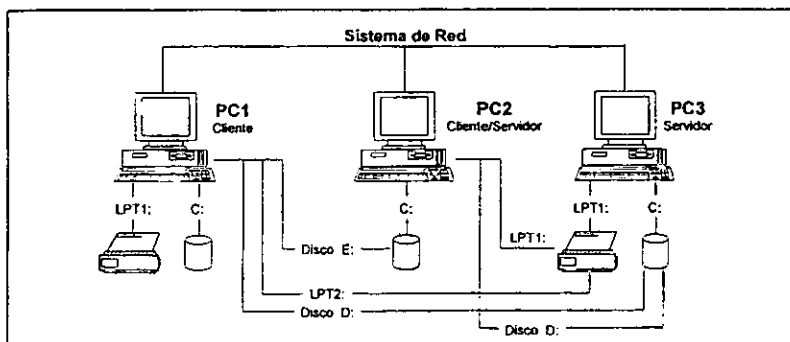 Sistema de Red
PC1
Cliente
PC2
Cliente/Servidor
PC3
Servidor
LPT1:
C:
C:
LPT1:
LPT1:
C:
Disco E:
LPT2:
Disco D:
Disco D: